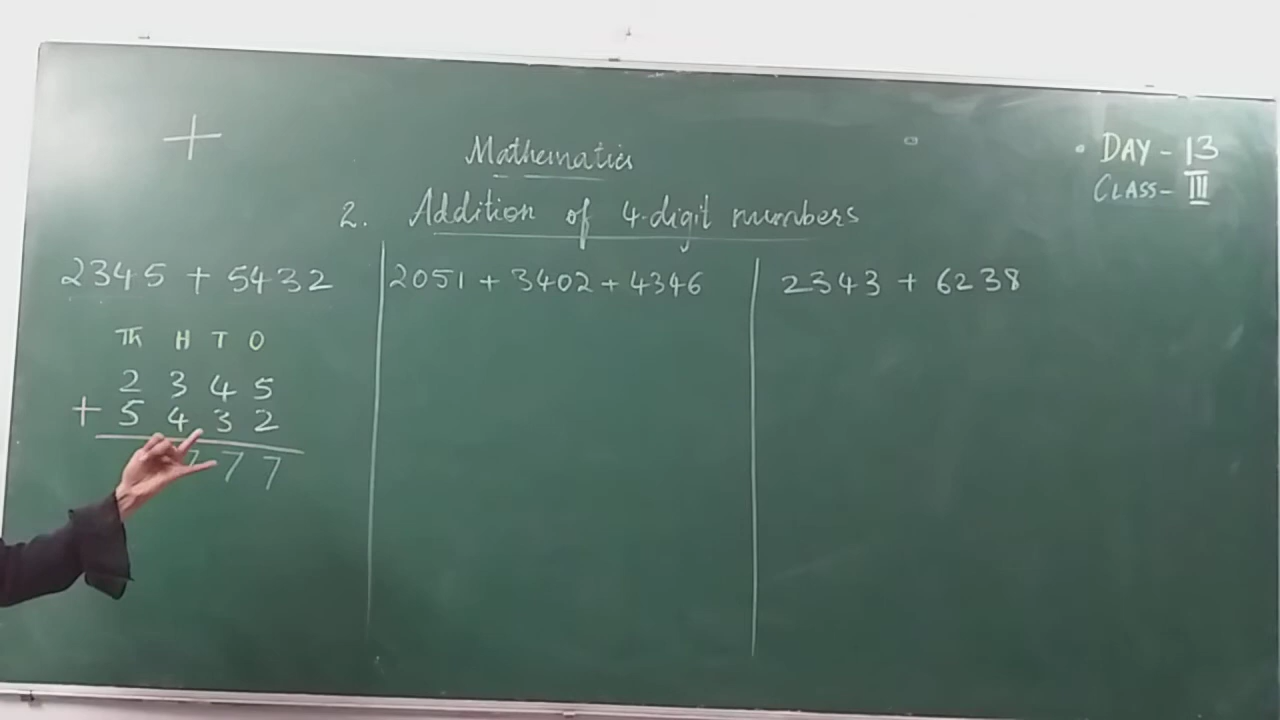 +
Mathematics
• DAY - 13
CLASS - III
2. Addition of 4-digit numbers
2345 + 5432
Th H T O
2 3 4 5
+ 5 4 3 2
7 7 7
2051 + 3402 + 4346
2343 + 6238